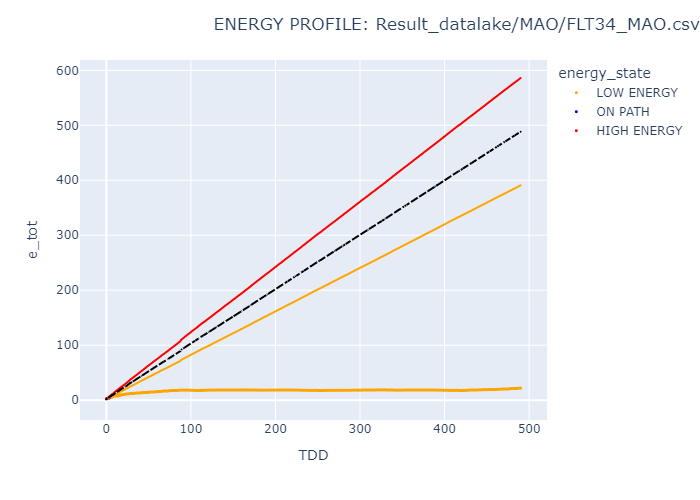 ENERGY PROFILE: Result_datalake/MAO/FLT34_MAO.csv
energy_state
LOW ENERGY
ON PATH
HIGH ENERGY
e_tot
600
500
400
300
200
100
0
0 100 200 300 400 500
TDD